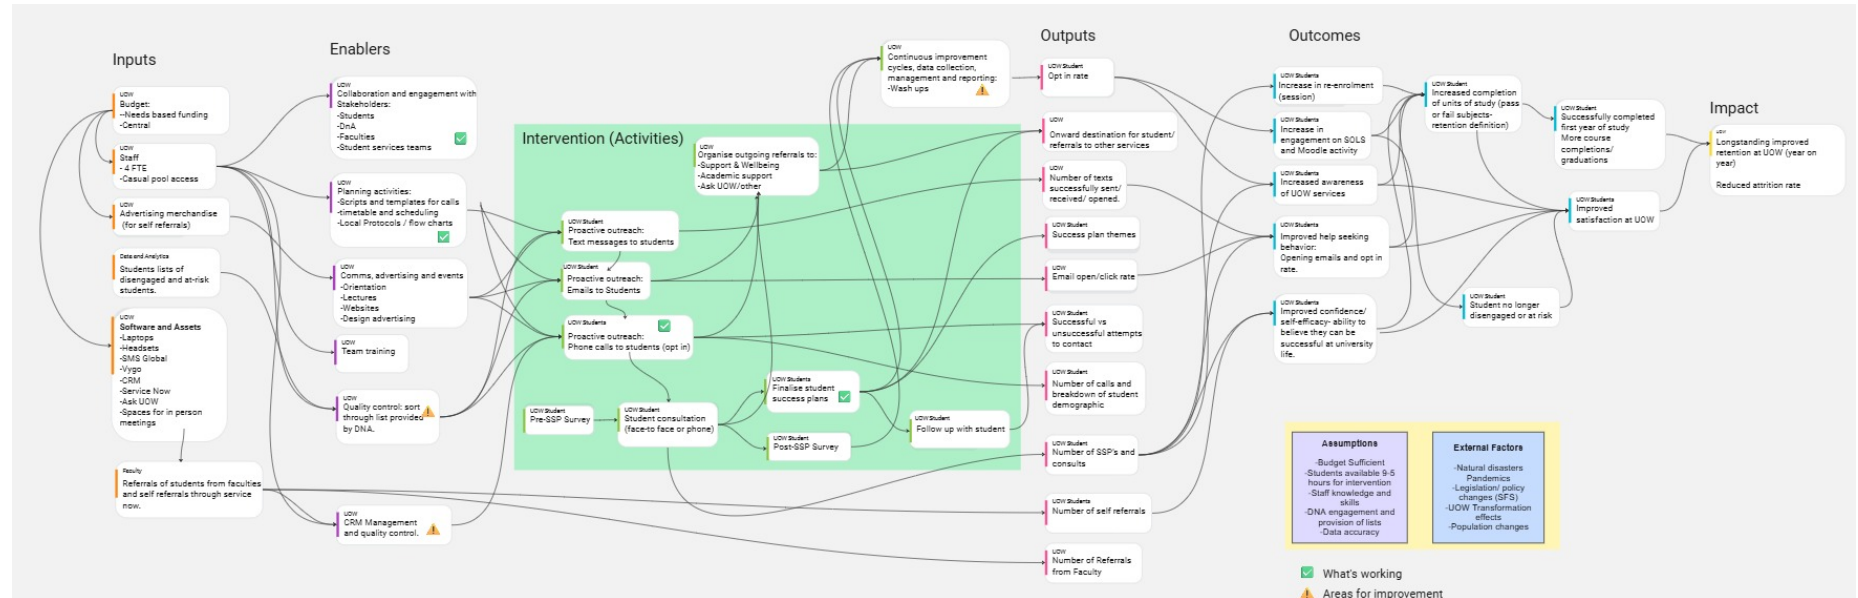 Inputs
UOW
Budget:
--Needs based funding
-Central
UOW
Staff
- 4 FTE
-Casual pool access
UOW
Advertising merchandise
(for self referrals)
Data and Analytics
Students lists of
disengaged and at-risk
students.
UOW
Software and Assets
-Laptops
-Headsets
-SMS Global
-Vygo
-CRM
-Service Now
-Ask UOW
-Spaces for in person
meetings
Faculty
Referrals of students from faculties
and self referrals through service
now.
Enablers
UOW
Collaboration and engagement with
Stakeholders:
-Students
-DnA
-Faculties
-Student services teams
UOW
Planning activities:
-Scripts and templates for calls
-timetable and scheduling
-Local Protocols / flow charts
UOW
Comms, advertising and events
-Orientation
-Lectures
-Websites
-Design advertising
UOW
Team training
UOW
Quality control: sort
through list provided
by DNA.
UOW
CRM Management
and quality control.
Intervention (Activities)
UOW
Organise outgoing referrals to:
-Support & Wellbeing
-Academic support
-Ask UOW/other
UOW Student
Proactive outreach:
Text messages to students
UOW Student
Proactive outreach:
Emails to Students
UOW Students
Proactive outreach:
Phone calls to students (opt in)
UOW Student
Pre-SSP Survey
UOW Student
Student consultation
(face-to face or phone)
UOW Students
Finalise student
success plans
UOW Student
Post-SSP Survey
UOW Student
Follow up with student
UOW
Continuous improvement
cycles, data collection,
management and reporting:
-Wash ups
Outputs
UOW Student
Opt in rate
UOW
Onward destination for student/
referrals to other services
UOW
Number of texts
successfully sent/
received/ opened.
UOW Student
Success plan themes
UOW
Email open/click rate
UOW Student
Successful vs
unsuccessful attempts
to contact
UOW
Number of calls and
breakdown of student
demographic
UOW Student
Number of SSP's and
consults
UOW Students
Number of self referrals
UOW
Number of Referrals
from Faculty
Outcomes
UOW Students
Increase in re-enrolment
(session)
UOW Students
Increase in
engagement on SOLS
and Moodle activity
UOW Students
Increased awareness
of UOW services
UOW Students
Improved help seeking
behavior:
Opening emails and opt in
rate.
UOW Students
Improved confidence/
self-efficacy- ability to
believe they can be
successful at university
life.
UOW Student
Increased completion
of units of study (pass
or fail subjects-
retention definition)
UOW Student
Successfully completed
first year of study
More course
completions/
graduations
UOW Students
Improved
satisfaction at UOW
UOW Student
Student no longer
disengaged or at risk
Impact
UOW
Longstanding improved
retention at UOW (year on
year)
Reduced attrition rate
Assumptions
-Budget Sufficient
-Students available 9-5
hours for intervention
-Staff knowledge and
skills
-DNA engagement and
provision of lists
-Data accuracy
External Factors
-Natural disasters
Pandemics
-Legislation/ policy
changes (SFS)
-UOW Transformation
effects
-Population changes
What's working
Areas for improvement